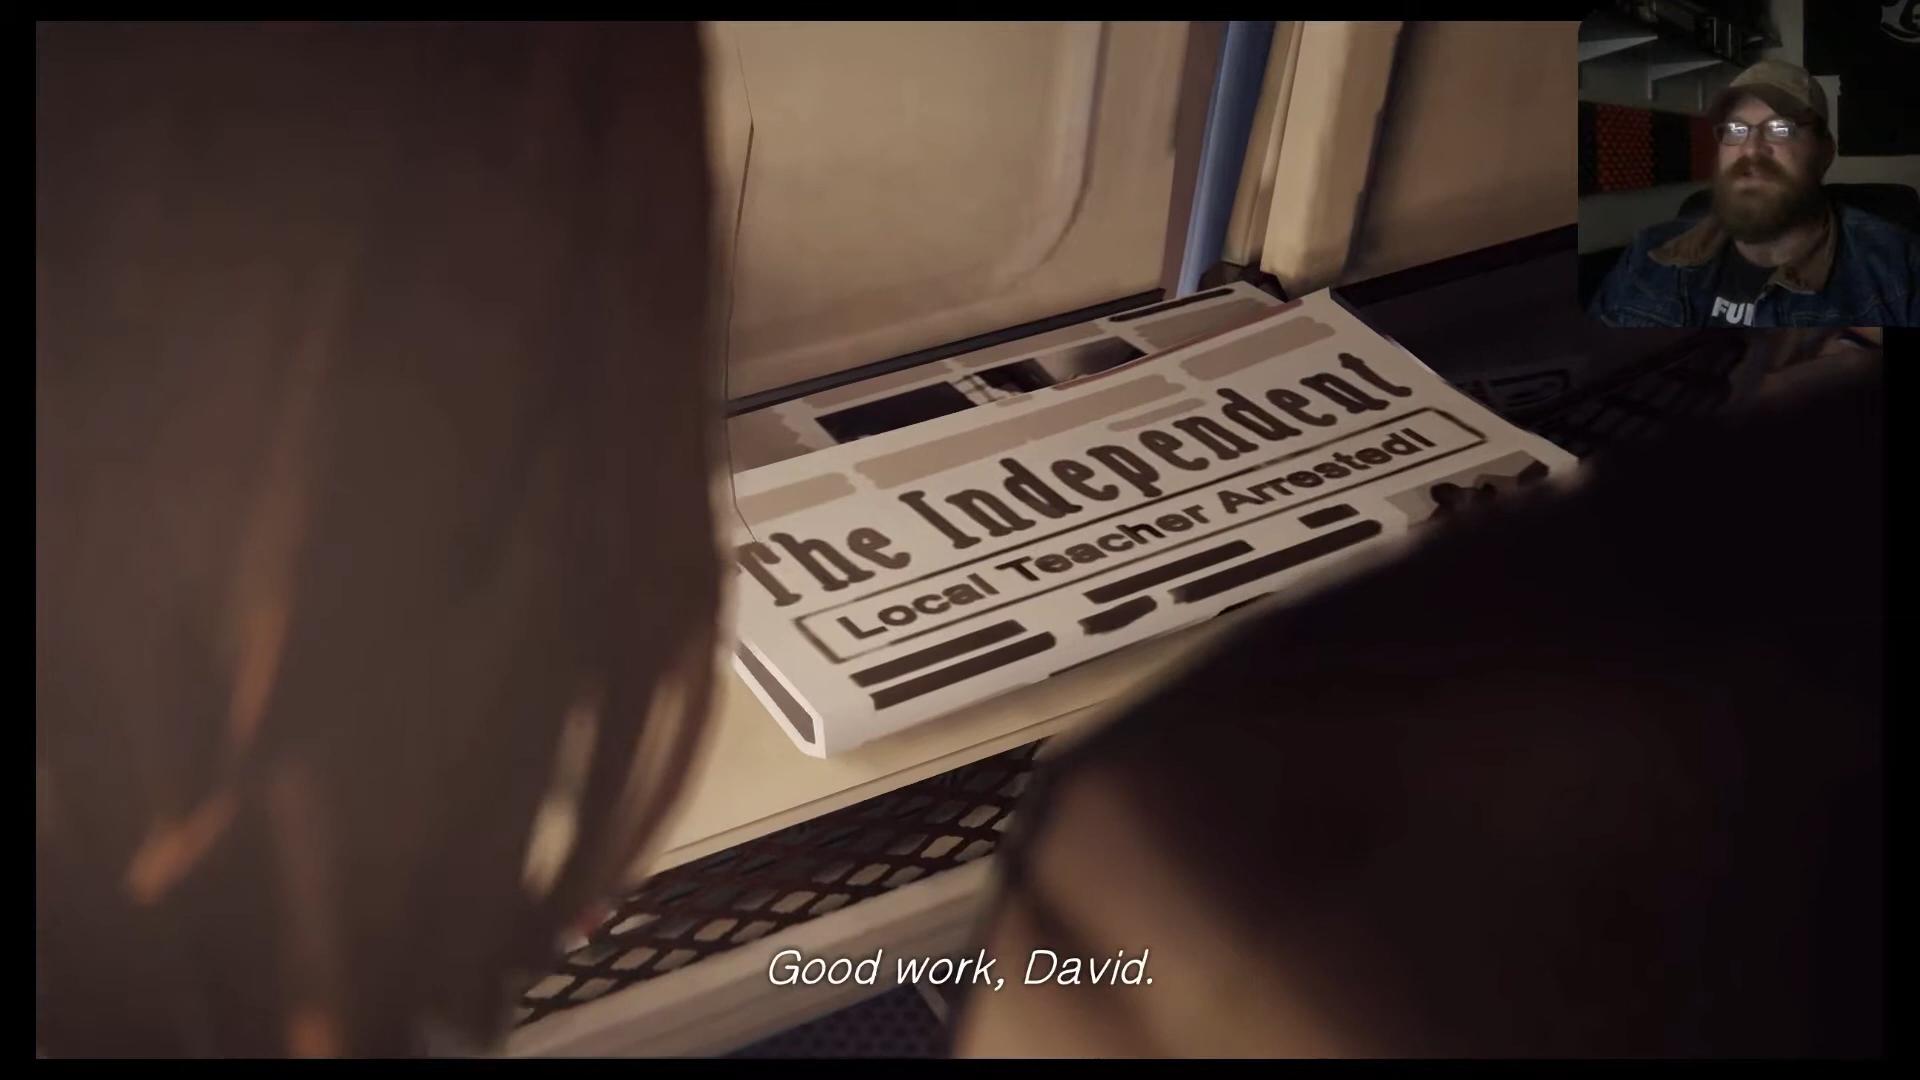 The Independent
Local Teacher Arrested!
Good work, David.